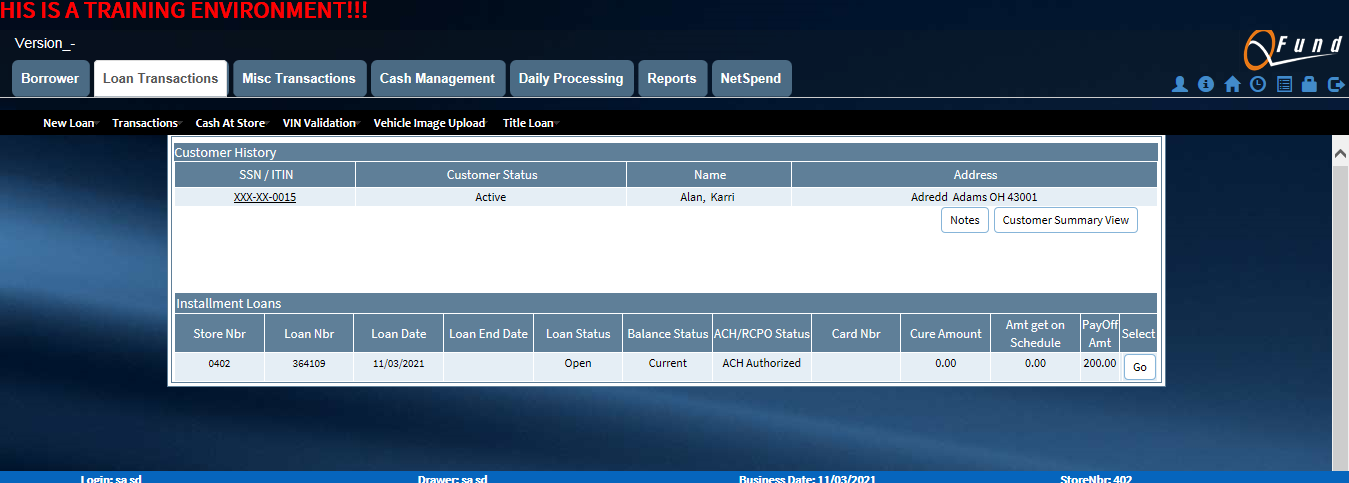 HIS IS A TRAINING ENVIRONMENT!!!
Version_-
QFund
Borrower Loan Transactions Misc Transactions Cash Management Daily Processing Reports NetSpend
New Loan Transactions Cash At Store VIN Validation Vehicle Image Upload Title Loan
Customer History
SSN / ITIN Customer Status Name Address
XXX-XX-0015 Active Alan, Karri Adredd Adams OH 43001
Notes Customer Summary View
Installment Loans
Store Nbr Loan Nbr Loan Date Loan End Date Loan Status Balance Status ACH/RCPO Status Card Nbr Cure Amount Amt get on Schedule PayOff Amt Select
0402 364109 11/03/2021 Open Current ACH Authorized 0.00 0.00 200.00 Go
Login: sa sd Drawer: sa sd Business Date: 11/03/2021 StoreNbr: 402